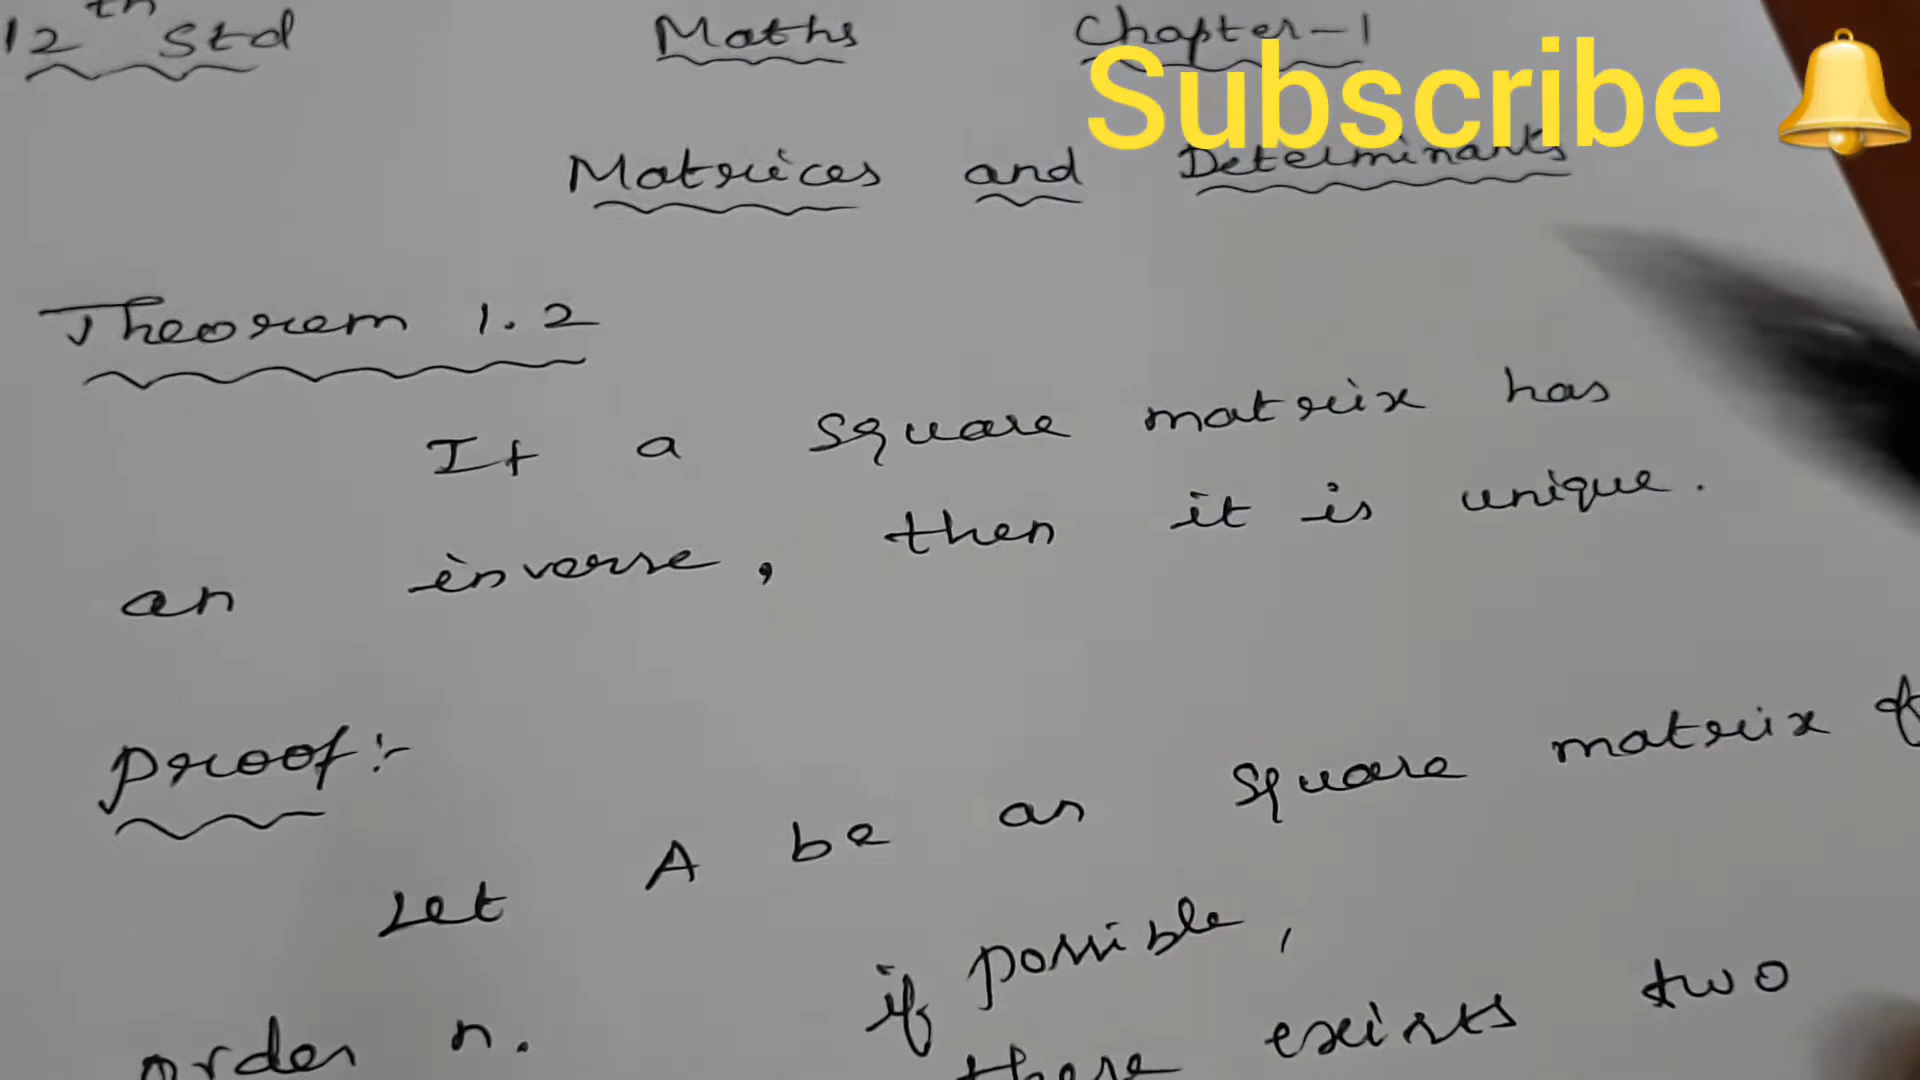 12th Std Maths Chapter-1
Subscribe
Matrices and Determinants
Theorem 1.2
If a square matrix has
an inverse, then it is unique.
Proof:-
Let A be an square matrix of
order n. if possible,
there exists two